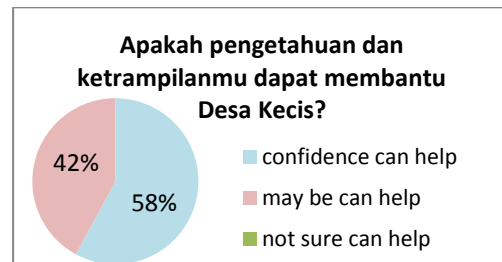 Apakah pengetahuan dan
ketrampilanmu dapat membantu
Desa Kecis?
42%
58%
confidence can help
may be can help
not sure can help